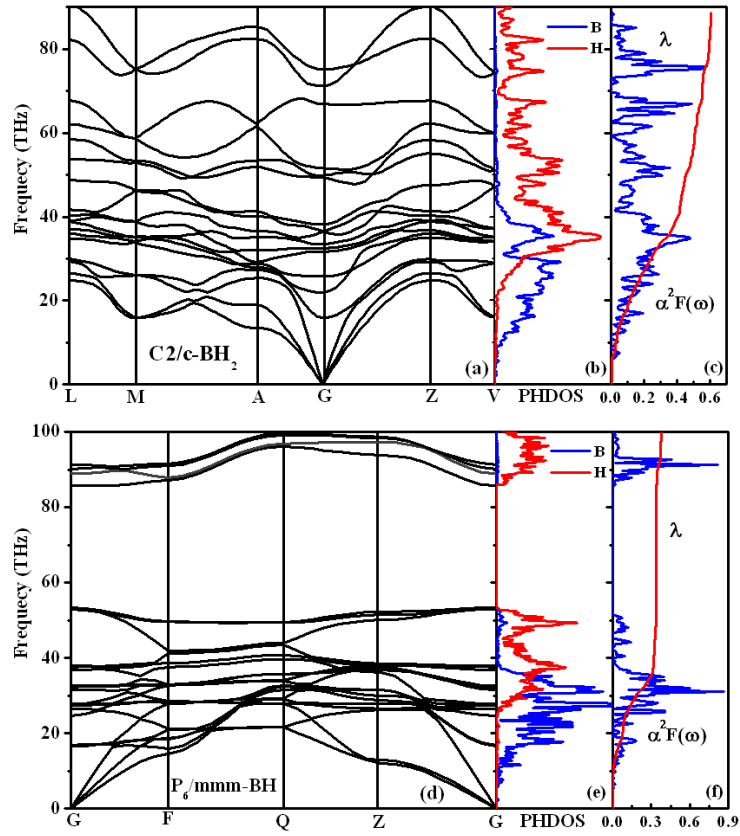 80
60
40
20
0
Frequecy (THz)
C2/c-BH2
(a)
L M A G Z V
B
H
(b)
PHDOS
λ
α²F(ω)
(c)
0.0 0.2 0.4 0.6
100
80
60
40
20
0
Frequecy (THz)
P6/mmm-BH
(d)
G F Q Z G
B
H
(e)
PHDOS
λ
α²F(ω)
(f)
0.0 0.3 0.6 0.9